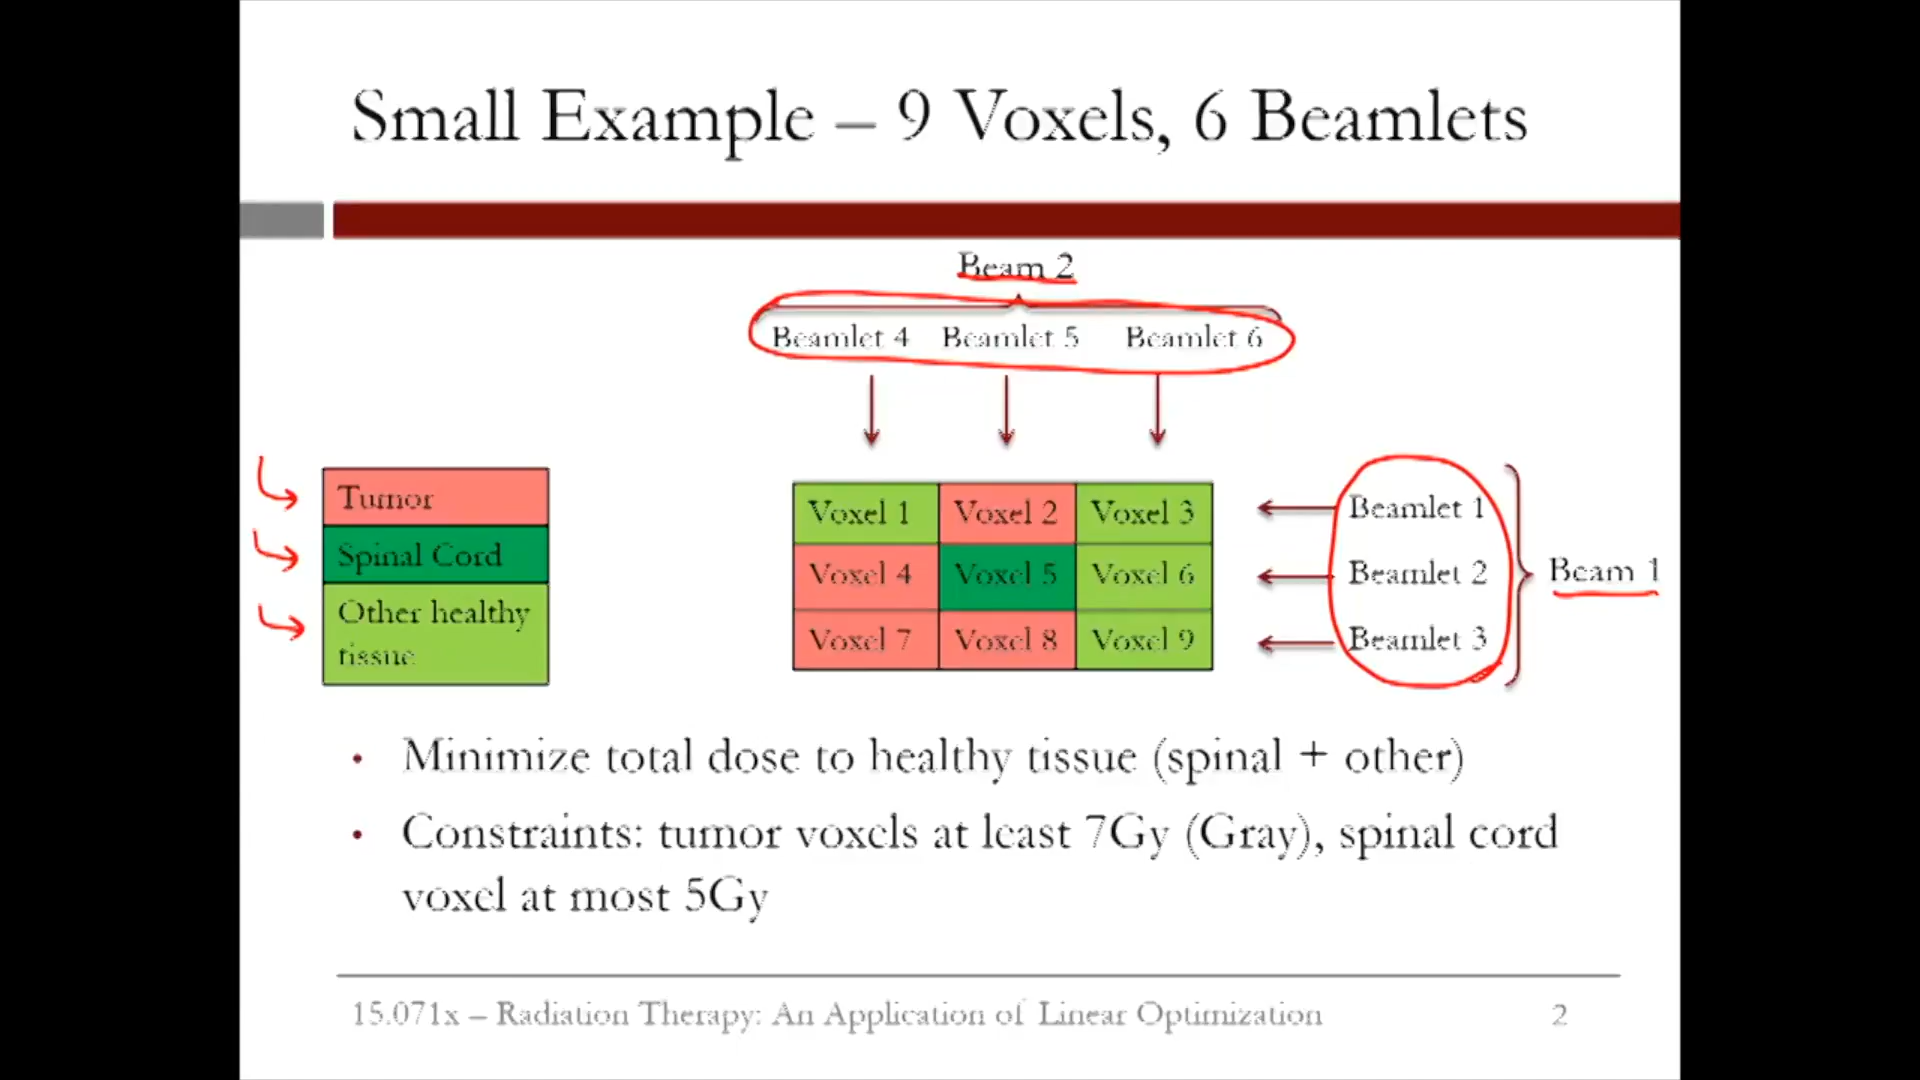 Small Example – 9 Voxels, 6 Beamlets
Beam 2
Beamlet 4 Beamlet 5 Beamlet 6
Tumor
Spinal Cord
Other healthy
tissue
Voxel 1 Voxel 2 Voxel 3
Voxel 4 Voxel 5 Voxel 6
Voxel 7 Voxel 8 Voxel 9
Beamlet 1
Beamlet 2
Beamlet 3
Beam 1
• Minimize total dose to healthy tissue (spinal + other)
• Constraints: tumor voxels at least 7Gy (Gray), spinal cord
voxel at most 5Gy
15.071x – Radiation Therapy: An Application of Linear Optimization 2